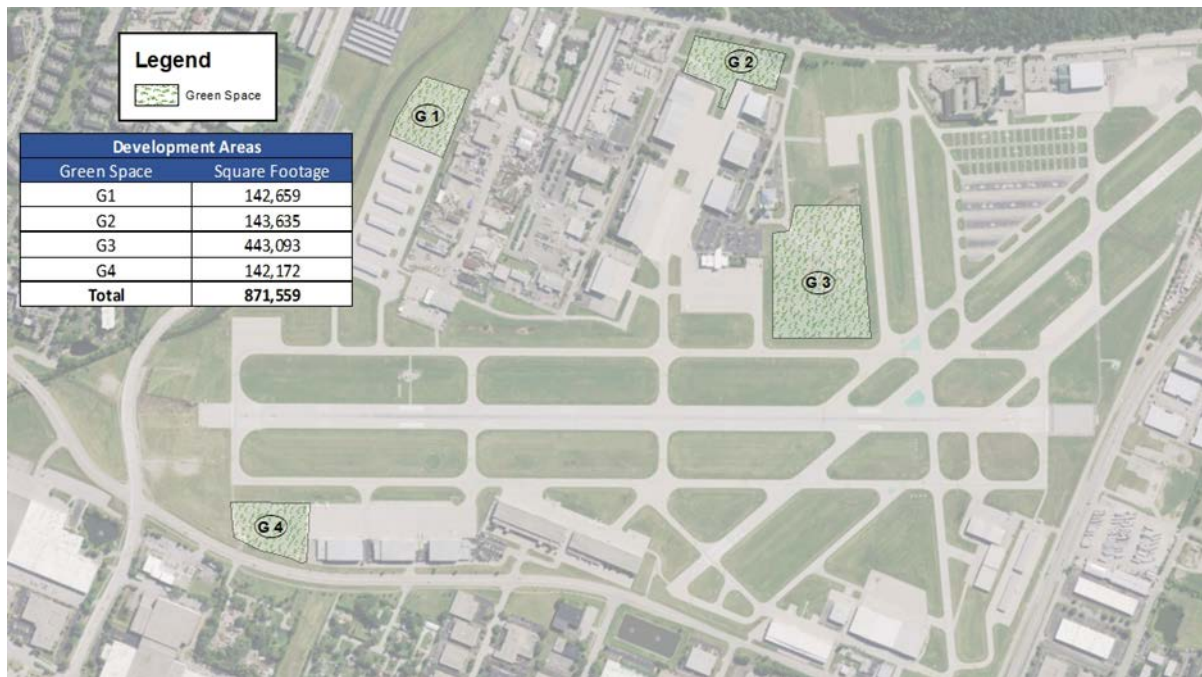 Legend
Green Space
Development Areas
Green Space Square Footage
G1 142,659
G2 143,635
G3 443,093
G4 142,172
Total 871,559
G 1
G 2
G 3
G 4